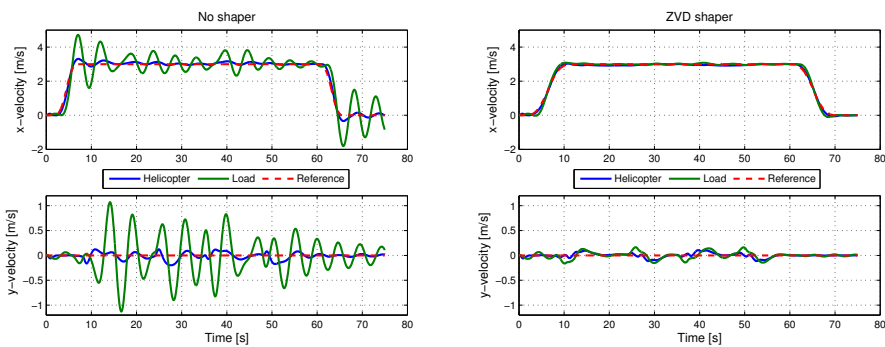 No shaper
ZVD shaper
x−velocity [m/s]
4
2
0
−2
0 10 20 30 40 50 60 70 80
x−velocity [m/s]
4
2
0
−2
0 10 20 30 40 50 60 70 80
Helicopter Load Reference
Helicopter Load Reference
y−velocity [m/s]
1
0.5
0
−0.5
−1
0 10 20 30 40 50 60 70 80
Time [s]
y−velocity [m/s]
1
0.5
0
−0.5
−1
0 10 20 30 40 50 60 70 80
Time [s]